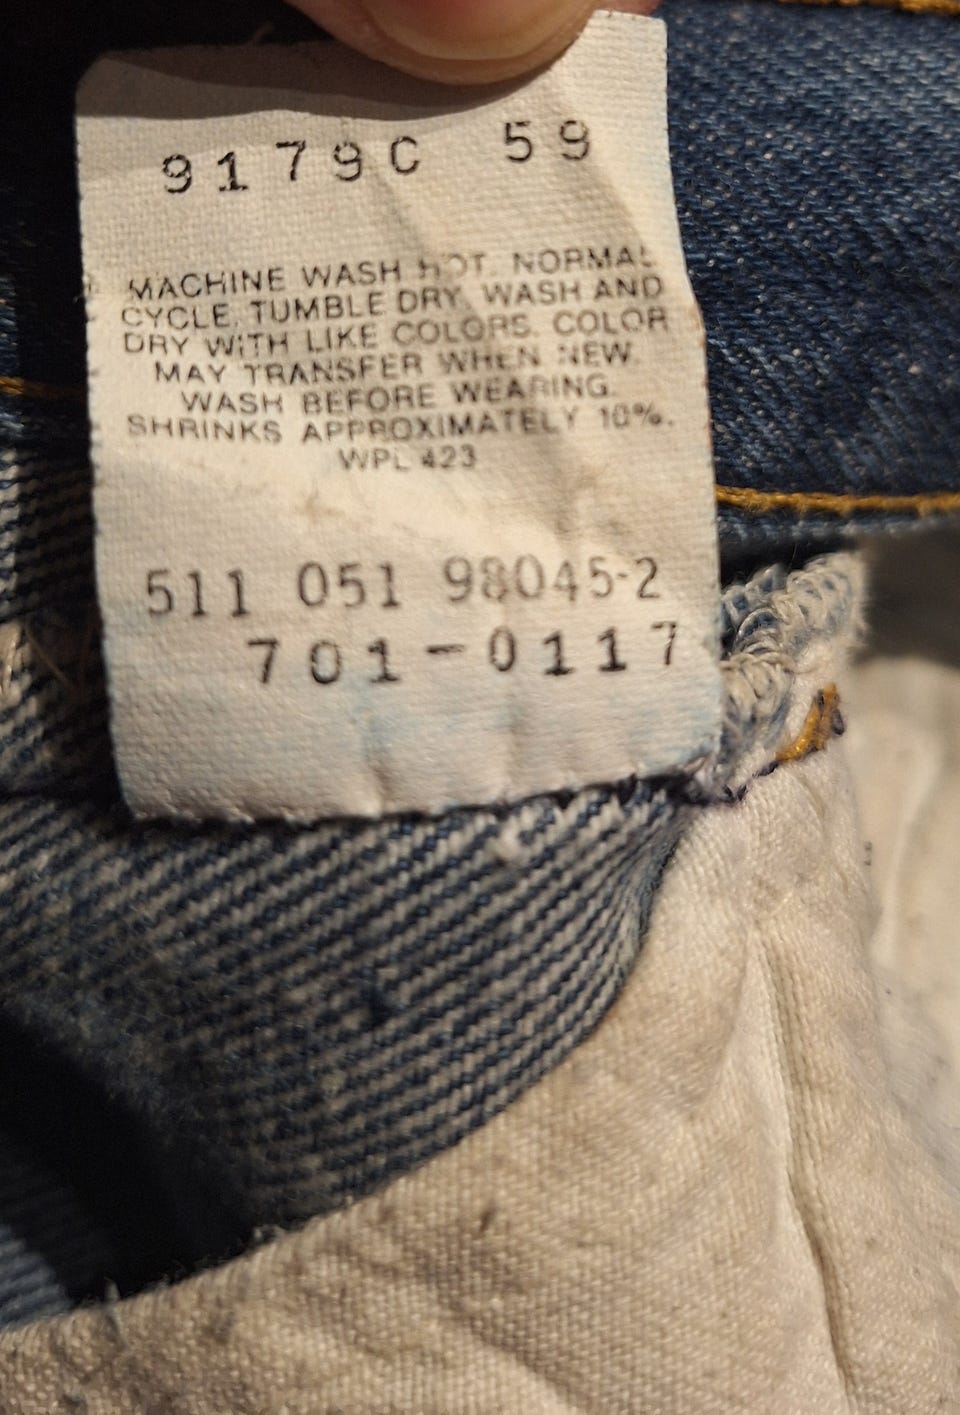 9179C 59
MACHINE WASH HOT. NORMAL
CYCLE. TUMBLE DRY. WASH AND
DRY WITH LIKE COLORS. COLOR
MAY TRANSFER WHEN NEW.
WASH BEFORE WEARING.
SHRINKS APPROXIMATELY 10%.
WPL 423
511 051 98045-2
701-0117